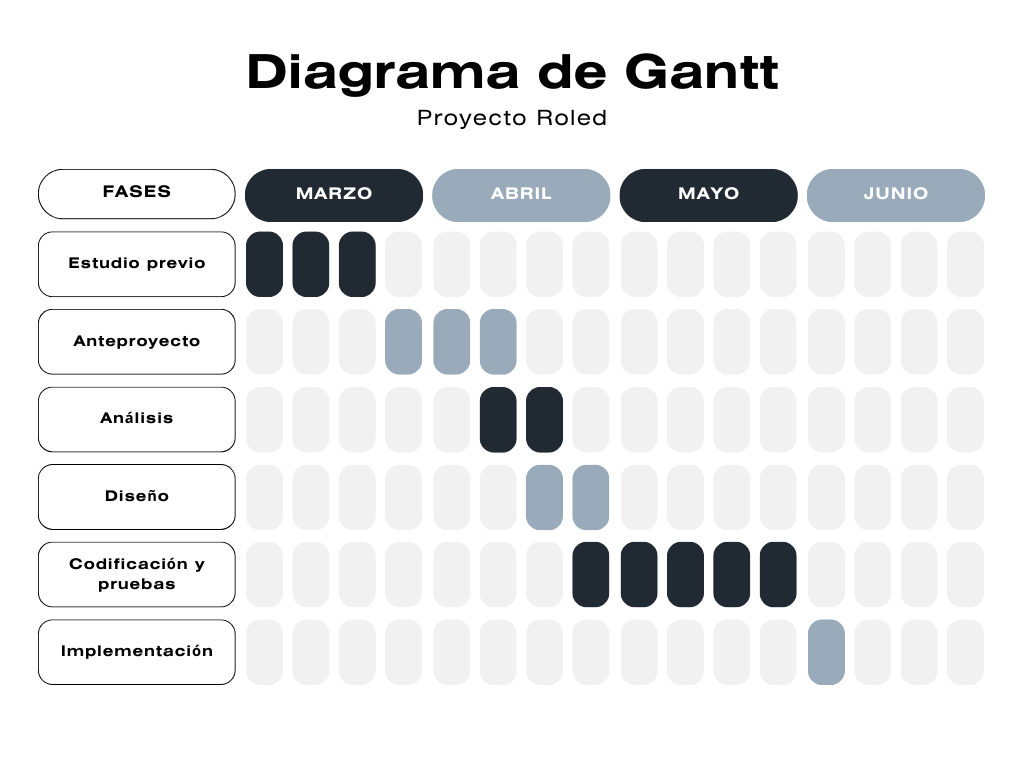 Diagrama de Gantt
Proyecto Roled
FASES
MARZO
ABRIL
MAYO
JUNIO
Estudio previo
Anteproyecto
Análisis
Diseño
Codificación y
pruebas
Implementación